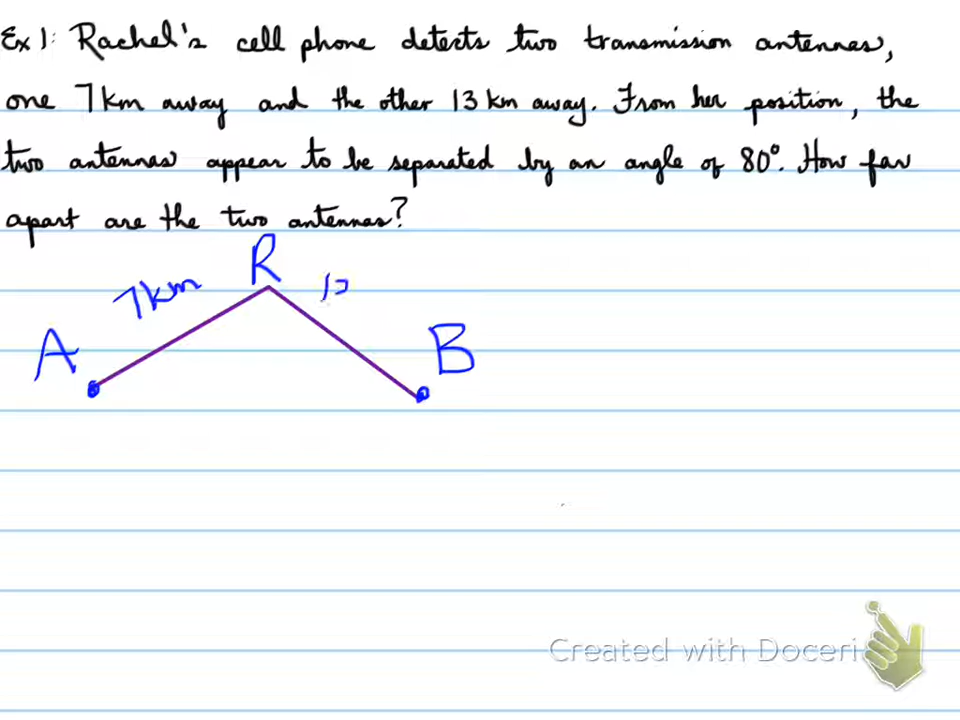 Ex 1: Rachel's cell phone detects two transmission antennas,
one 7km away and the other 13 km away. From her position, the
two antennas appear to be separated by an angle of 80°. How far
apart are the two antennas?
R
7km
A
B
Created with Doceri